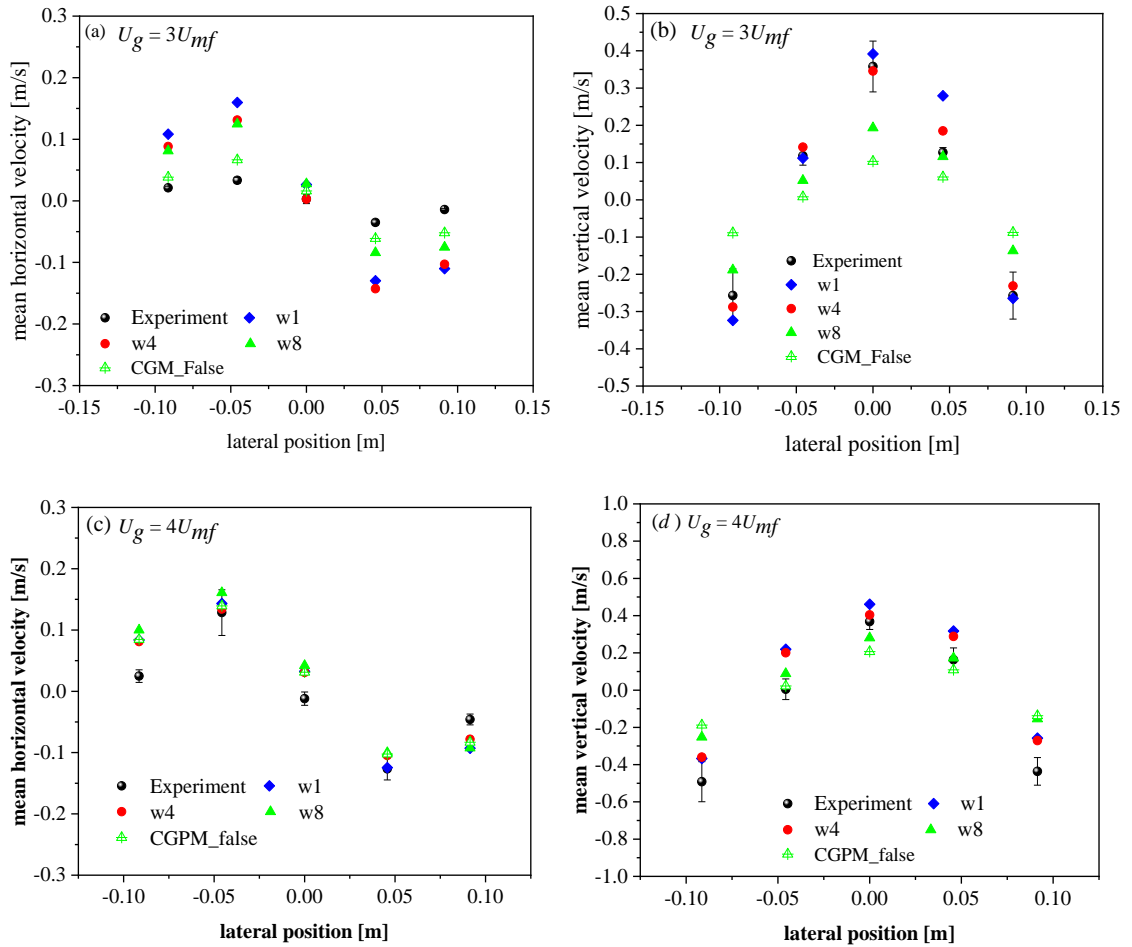 (a) Ug = 3Umf
mean horizontal velocity [m/s]
0.3
0.2
0.1
0.0
-0.1
-0.2
-0.3
Experiment w1
w4 w8
CGM_False
-0.15 -0.10 -0.05 0.00 0.05 0.10 0.15
lateral position [m]
(b) Ug = 3Umf
mean vertical velocity [m/s]
0.5
0.4
0.3
0.2
0.1
0.0
-0.1
-0.2
-0.3
-0.4
-0.5
Experiment
w1
w4
w8
CGM_False
-0.15 -0.10 -0.05 0.00 0.05 0.10 0.15
lateral position [m]
(c) Ug = 4Umf
mean horizontal velocity [m/s]
0.3
0.2
0.1
0.0
-0.1
-0.2
-0.3
Experiment w1
w4 w8
CGPM_false
-0.10 -0.05 0.00 0.05 0.10
lateral position [m]
(d ) Ug = 4Umf
mean vertical velocity [m/s]
1.0
0.8
0.6
0.4
0.2
0.0
-0.2
-0.4
-0.6
-0.8
-1.0
Experiment w1
w4 w8
CGPM_false
-0.10 -0.05 0.00 0.05 0.10
lateral position [m]